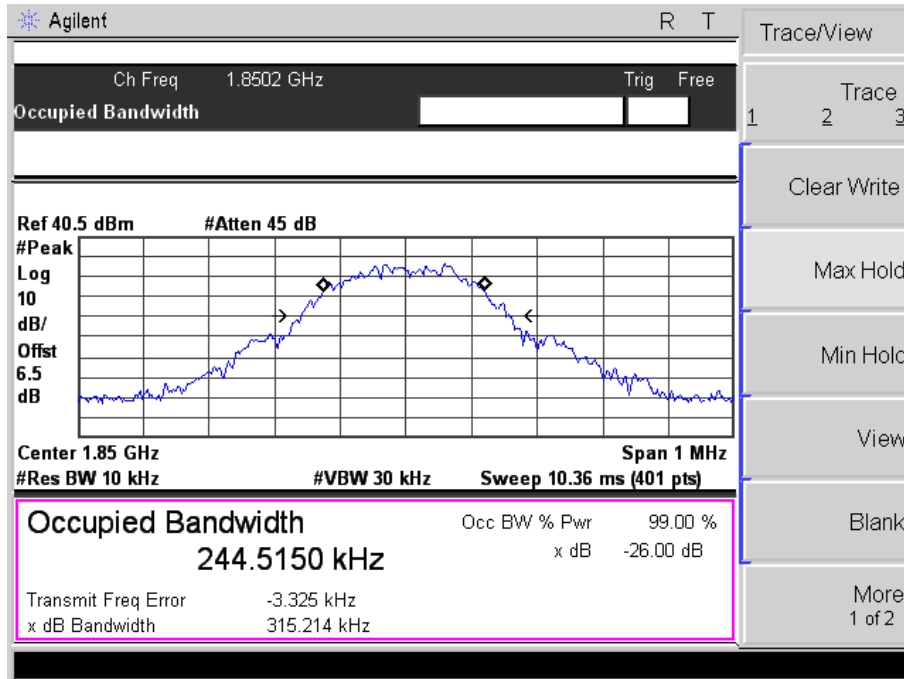 Agilent R T
Trace/View
Ch Freq 1.8502 GHz Trig Free
Occupied Bandwidth
Trace
1 2 3
Clear Write
Ref 40.5 dBm #Atten 45 dB
#Peak
Log
10
dB/
Offst
6.5
dB
Max Hold
Min Hold
View
Center 1.85 GHz Span 1 MHz
#Res BW 10 kHz #VBW 30 kHz Sweep 10.36 ms (401 pts)
Occupied Bandwidth
244.5150 kHz
Occ BW % Pwr 99.00 %
x dB -26.00 dB
Transmit Freq Error -3.325 kHz
x dB Bandwidth 315.214 kHz
Blank
More
1 of 2